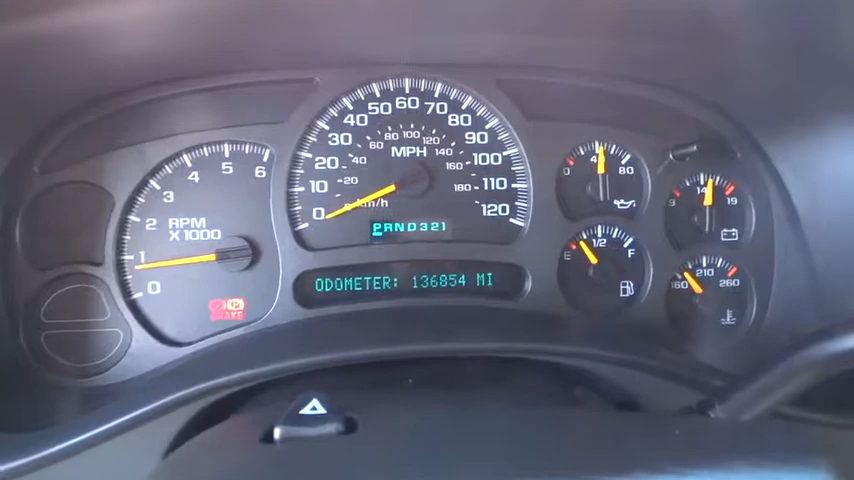 0 1 2 3 4 5 6
RPM
X1000
BRAKE
0 10 20 30 40 50 60 70 80 90 100 110 120
20 40 60 80 100 120 140 160 180
MPH
km/h
PRND321
ODOMETER: 136854 MI
0 40 80
9 14 19
E 1/2 F
160 210 260